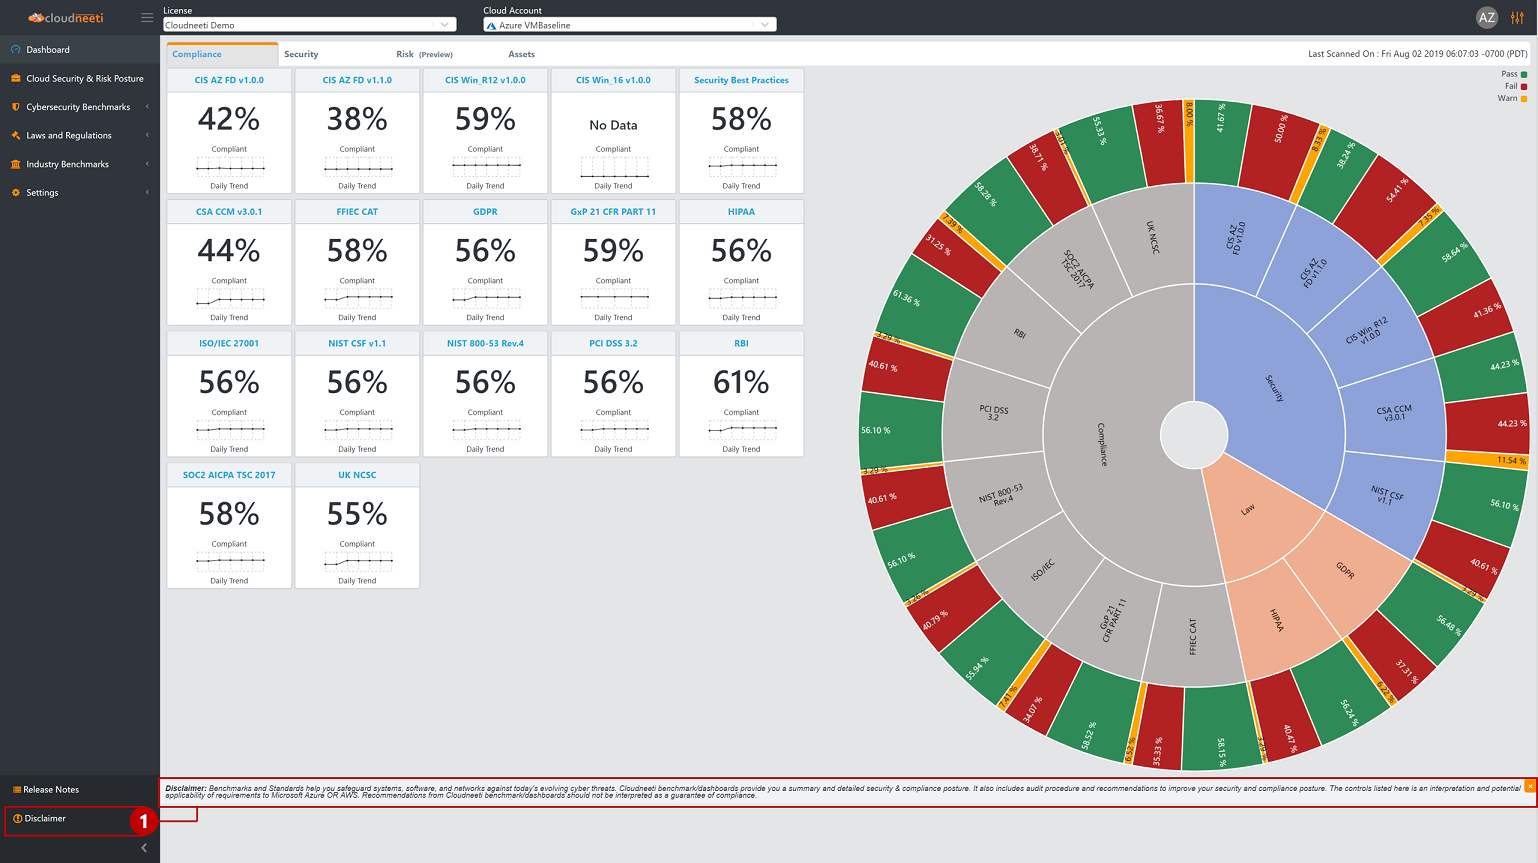 cloudneeti
License
Cloudneeti Demo
Cloud Account
Azure VMBaseline
AZ
Dashboard
Cloud Security & Risk Posture
Cybersecurity Benchmarks
Laws and Regulations
Industry Benchmarks
Settings
Release Notes
Disclaimer
1
Compliance Security Risk (Preview) Assets
Last Scanned On : Fri Aug 02 2019 06:07:03 -0700 (PDT)
CIS AZ FD v1.0.0
42%
Compliant
Daily Trend
CIS AZ FD v1.1.0
38%
Compliant
Daily Trend
CIS Win_R12 v1.0.0
59%
Compliant
Daily Trend
CIS Win_16 v1.0.0
No Data
Daily Trend
Security Best Practices
58%
Compliant
Daily Trend
CSA CCM v3.0.1
44%
Compliant
Daily Trend
FFIEC CAT
58%
Compliant
Daily Trend
GDPR
56%
Compliant
Daily Trend
GxP 21 CFR PART 11
59%
Compliant
Daily Trend
HIPAA
56%
Compliant
Daily Trend
ISO/IEC 27001
56%
Compliant
Daily Trend
NIST CSF v1.1
56%
Compliant
Daily Trend
NIST 800-53 Rev.4
56%
Compliant
Daily Trend
PCI DSS 3.2
56%
Compliant
Daily Trend
RBI
61%
Compliant
Daily Trend
SOC2 AICPA TSC 2017
58%
Compliant
Daily Trend
UK NCSC
55%
Compliant
Daily Trend
Pass
Fail
Warn
Security
Law
Compliance
CIS AZ
FD v1.0.0
41.67 %
50.00 %
8.33 %
CIS AZ
FD v1.1.0
38.24 %
54.41 %
7.35 %
CIS Win_R12
v1.0.0
58.64 %
41.36 %
CSA CCM
v3.0.1
44.23 %
44.23 %
11.54 %
NIST CSF
v1.1
56.10 %
40.61 %
GDPR
56.48 %
37.31 %
6.22 %
HIPAA
56.24 %
40.47 %
FFIEC CAT
58.15 %
35.33 %
6.52 %
GxP 21
CFR PART 11
58.52 %
34.07 %
7.41 %
ISO/IEC
55.94 %
40.79 %
NIST 800-53
Rev.4
56.10 %
40.61 %
3.29 %
PCI DSS
3.2
56.10 %
40.61 %
RBI
61.36 %
31.25 %
7.39 %
SOC2 AICPA
TSC 2017
58.28 %
38.71 %
UK NCSC
55.33 %
36.67 %
8.00 %
Disclaimer: Benchmarks and Standards help you safeguard systems, software, and networks against today's evolving cyber threats. Cloudneeti benchmark/dashboards provide you a summary and detailed security & compliance posture. It also includes audit procedure and recommendations to improve your security and compliance posture. The controls listed here is an interpretation and potential
applicability of requirements to Microsoft Azure OR AWS. Recommendations from Cloudneeti benchmark/dashboards should not be interpreted as a guarantee of compliance.